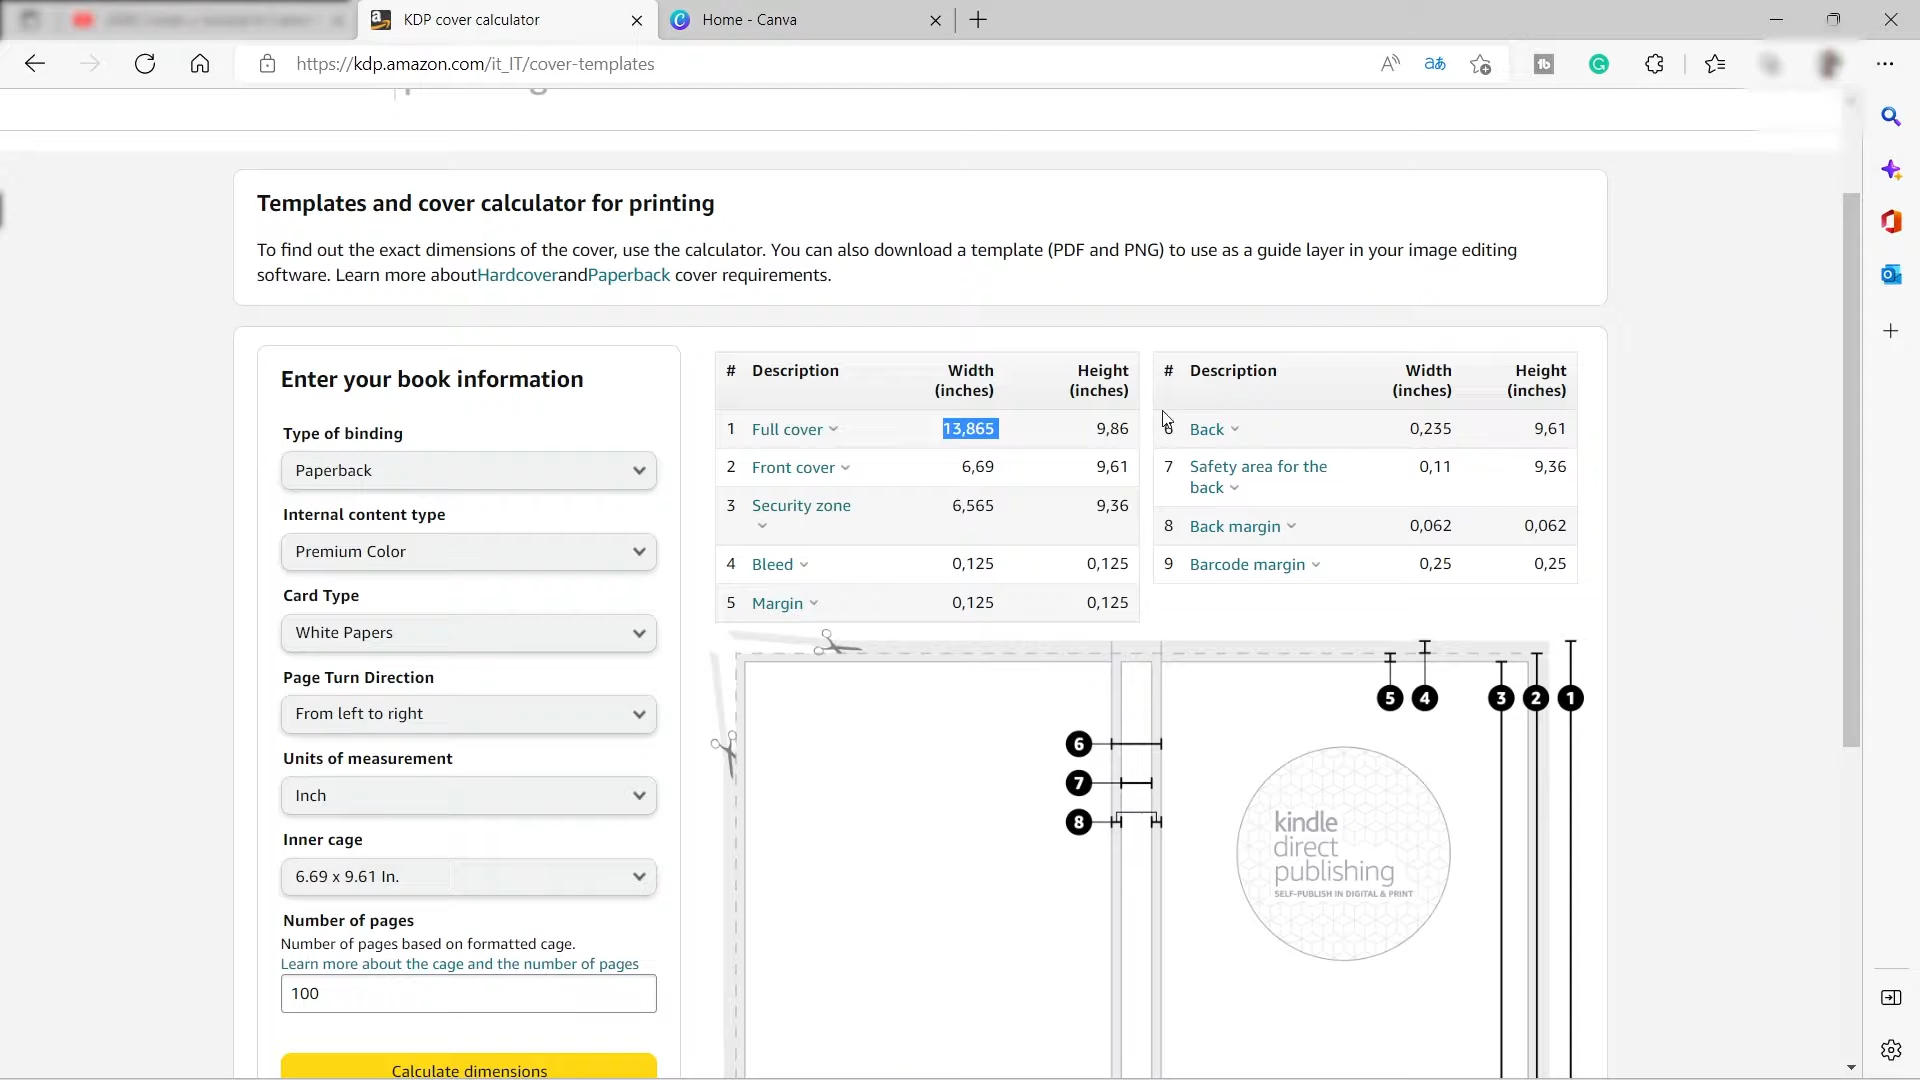 KDP cover calculator
Home - Canva
https://kdp.amazon.com/it_IT/cover-templates
Templates and cover calculator for printing
To find out the exact dimensions of the cover, use the calculator. You can also download a template (PDF and PNG) to use as a guide layer in your image editing
software. Learn more aboutHardcoverandPaperback cover requirements.
Enter your book information
Type of binding
Paperback
Internal content type
Premium Color
Card Type
White Papers
Page Turn Direction
From left to right
Units of measurement
Inch
Inner cage
6.69 x 9.61 In.
Number of pages
Number of pages based on formatted cage.
Learn more about the cage and the number of pages
100
Calculate dimensions
# Description Width (inches) Height (inches)
1 Full cover 13,865 9,86
2 Front cover 6,69 9,61
3 Security zone 6,565 9,36
4 Bleed 0,125 0,125
5 Margin 0,125 0,125
# Description Width (inches) Height (inches)
6 Back 0,235 9,61
7 Safety area for the back 0,11 9,36
8 Back margin 0,062 0,062
9 Barcode margin 0,25 0,25
5 4 3 2 1
6
7
8
kindle
direct
publishing
SELF-PUBLISH IN DIGITAL & PRINT